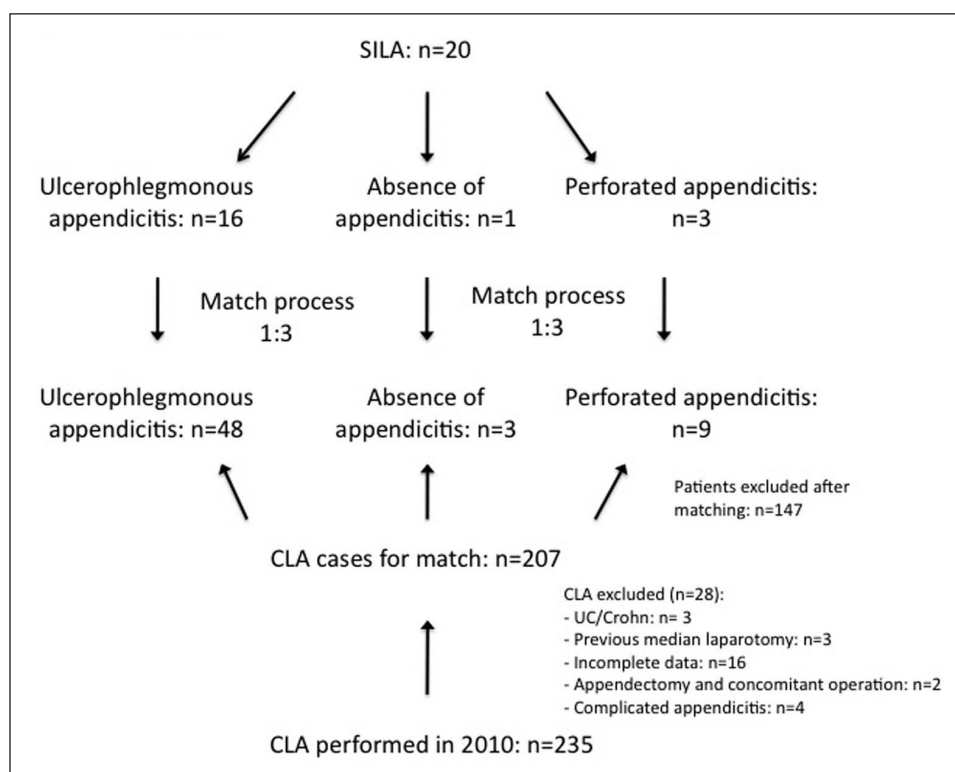 SILA: n=20
Ulcerophlegmonous
appendicitis: n=16
Absence of
appendicitis: n=1
Perforated appendicitis:
n=3
Match process
1:3
Match process
1:3
Ulcerophlegmonous
appendicitis: n=48
Absence of
appendicitis: n=3
Perforated appendicitis:
n=9
Patients excluded after
matching: n=147
CLA cases for match: n=207
CLA excluded (n=28):
- UC/Crohn: n= 3
- Previous median laparotomy: n=3
- Incomplete data: n=16
- Appendectomy and concomitant operation: n=2
- Complicated appendicitis: n=4
CLA performed in 2010: n=235